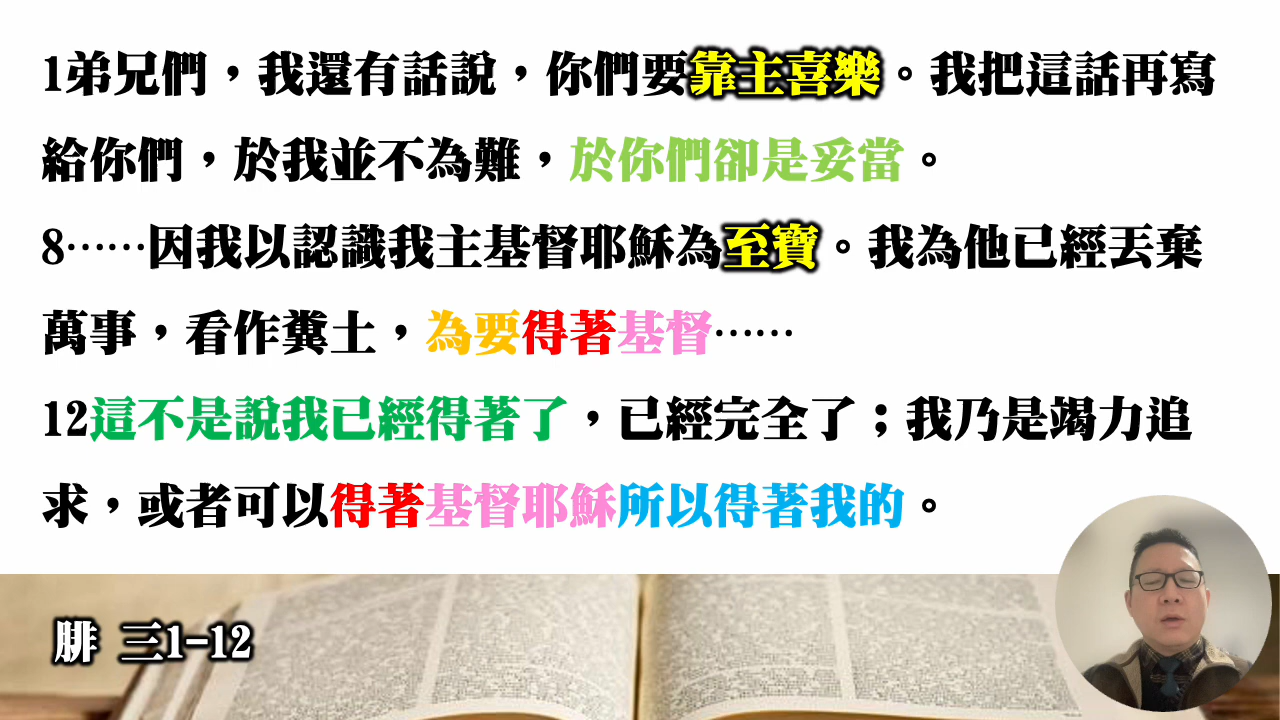 1弟兄們，我還有話說，你們要靠主喜樂。我把這話再寫
給你們，於我並不為難，於你們卻是妥當。
8……因我以認識我主基督耶穌為至寶。我為他已經丟棄
萬事，看作糞土，為要得著基督……
12這不是說我已經得著了，已經完全了；我乃是竭力追
求，或者可以得著基督耶穌所以得著我的。
腓 三1-12